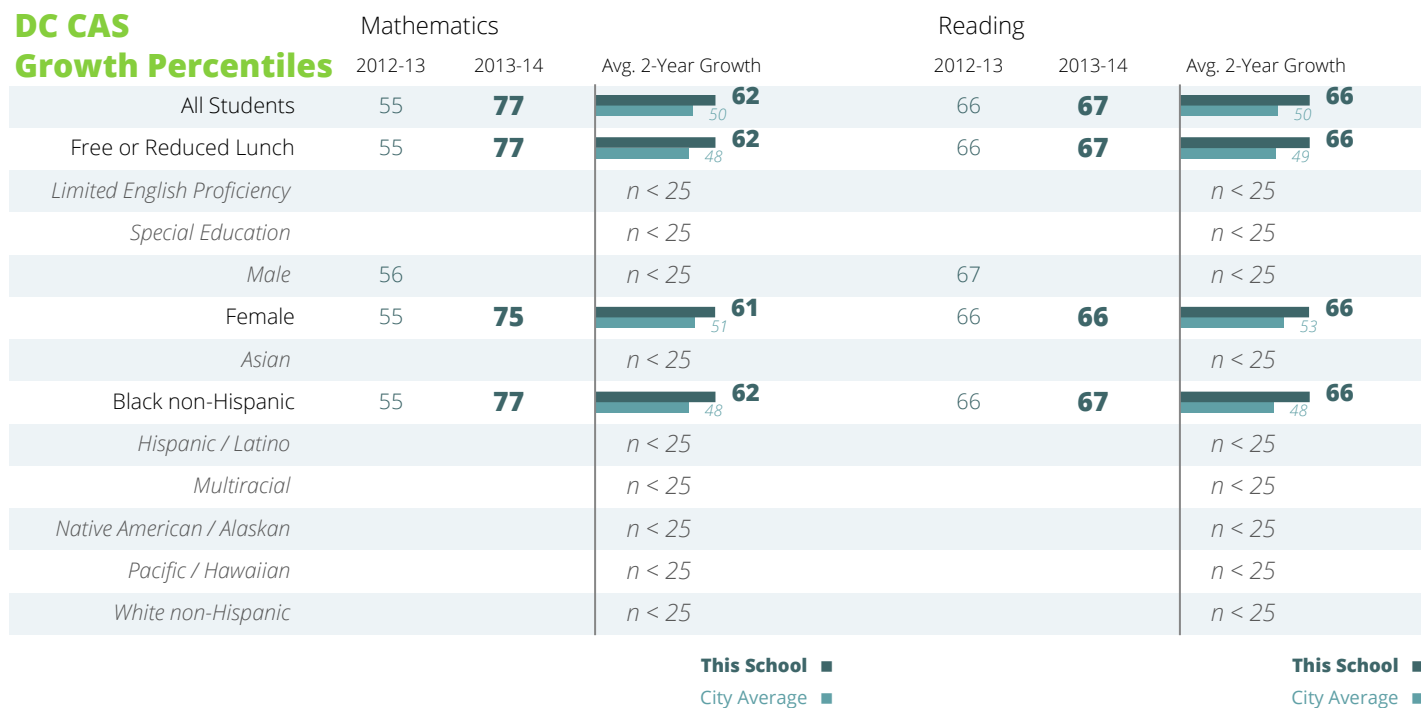 DC CAS
Growth Percentiles
Mathematics
Reading
2012-13 2013-14 Avg. 2-Year Growth 2012-13 2013-14 Avg. 2-Year Growth
All Students 55 77 62 50 66 67 66 50
Free or Reduced Lunch 55 77 62 48 66 67 66 49
Limited English Proficiency n < 25 n < 25
Special Education n < 25 n < 25
Male 56 n < 25 67 n < 25
Female 55 75 61 51 66 66 66 53
Asian n < 25 n < 25
Black non-Hispanic 55 77 62 48 66 67 66 48
Hispanic / Latino n < 25 n < 25
Multiracial n < 25 n < 25
Native American / Alaskan n < 25 n < 25
Pacific / Hawaiian n < 25 n < 25
White non-Hispanic n < 25 n < 25
This School This School
City Average City Average